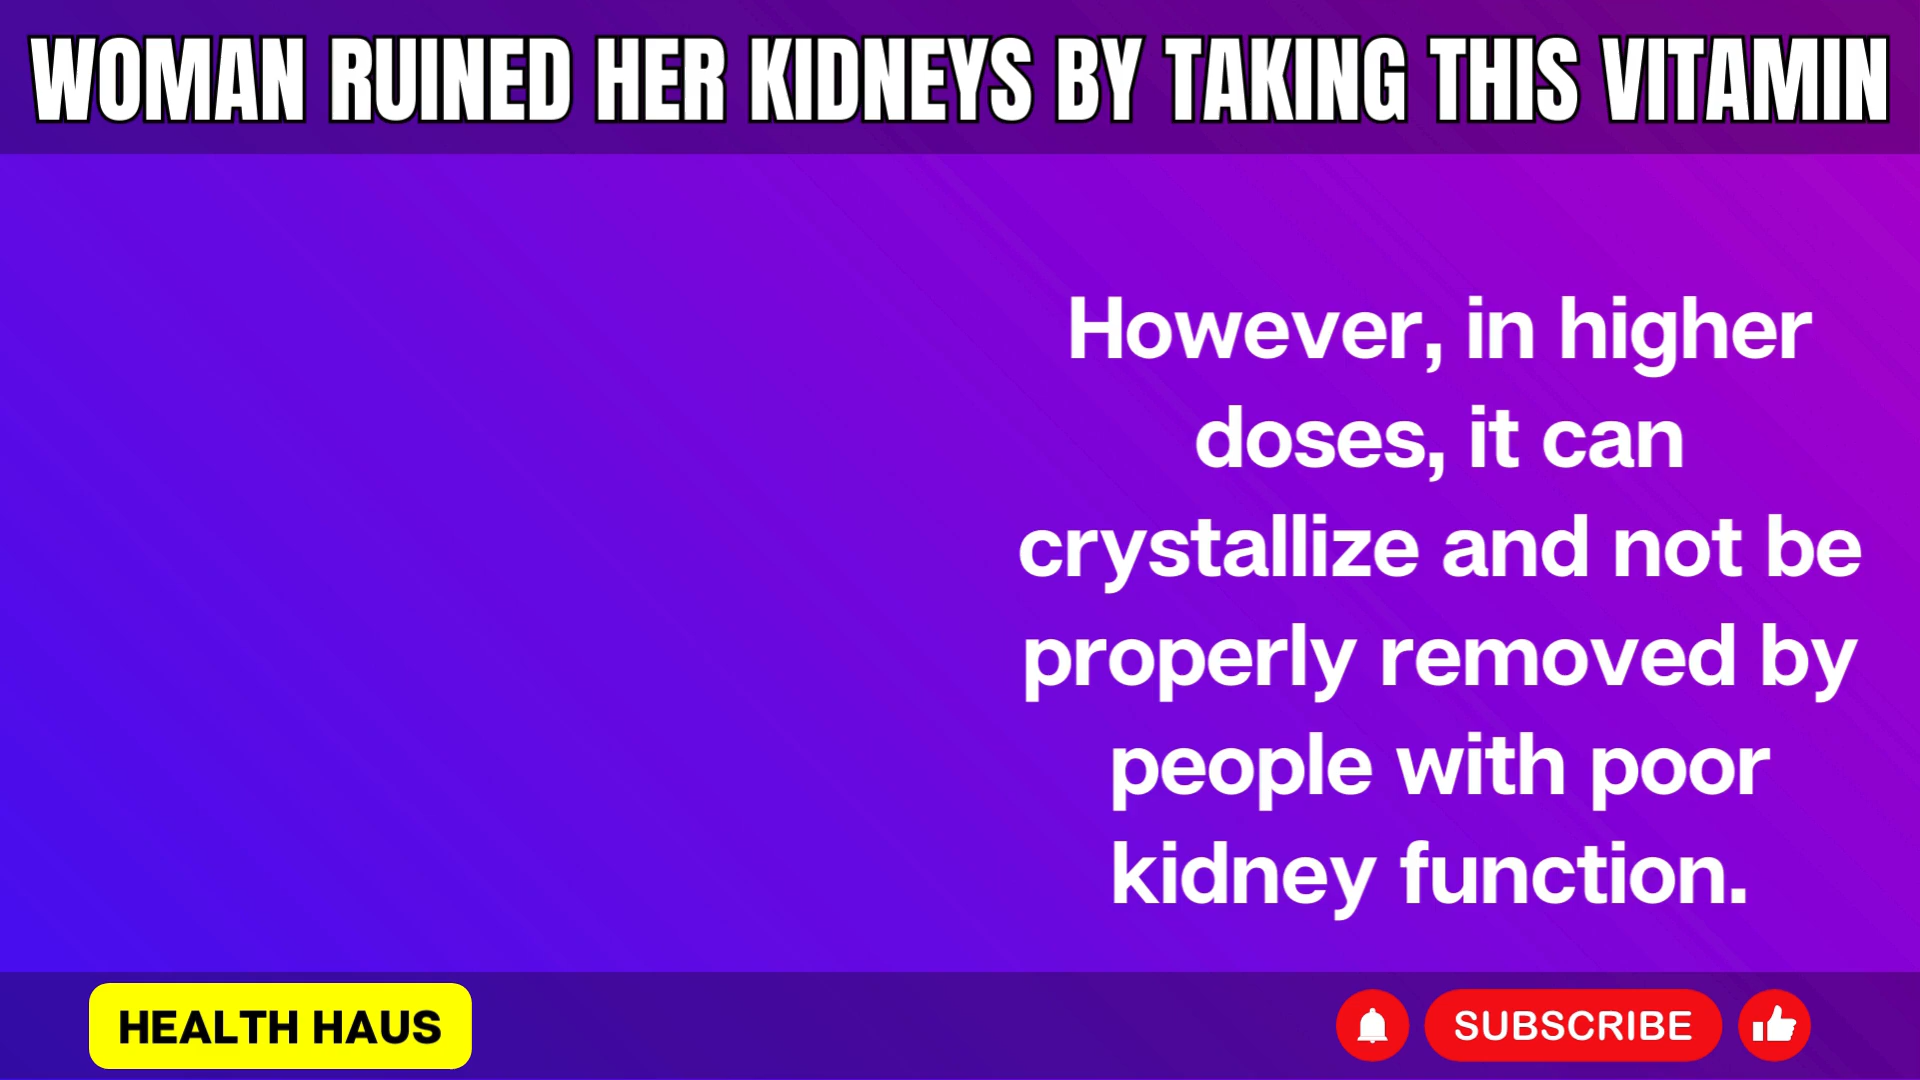 WOMAN RUINED HER KIDNEYS BY TAKING THIS VITAMIN
However, in higher
doses, it can
crystallize and not be
properly removed by
people with poor
kidney function.
HEALTH HAUS
SUBSCRIBE